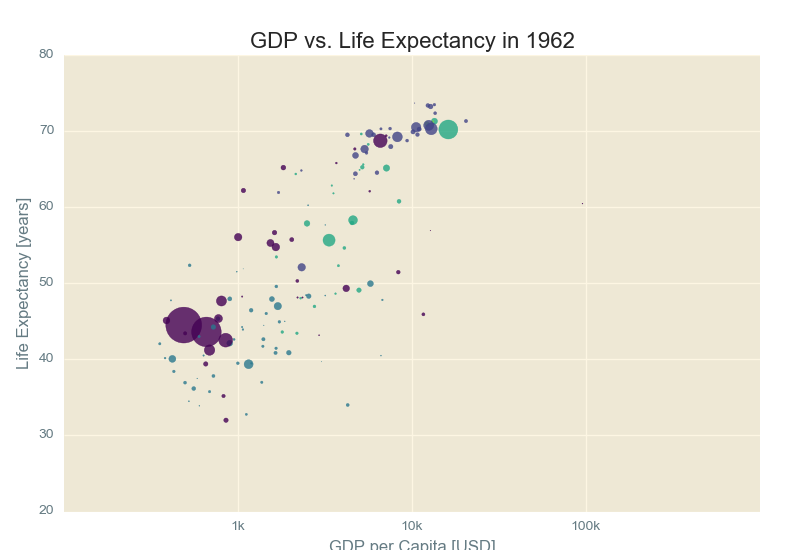 GDP vs. Life Expectancy in 1962
80
70
60
50
40
30
20
Life Expectancy [years]
1k
10k
100k
GDP per Capita [USD]